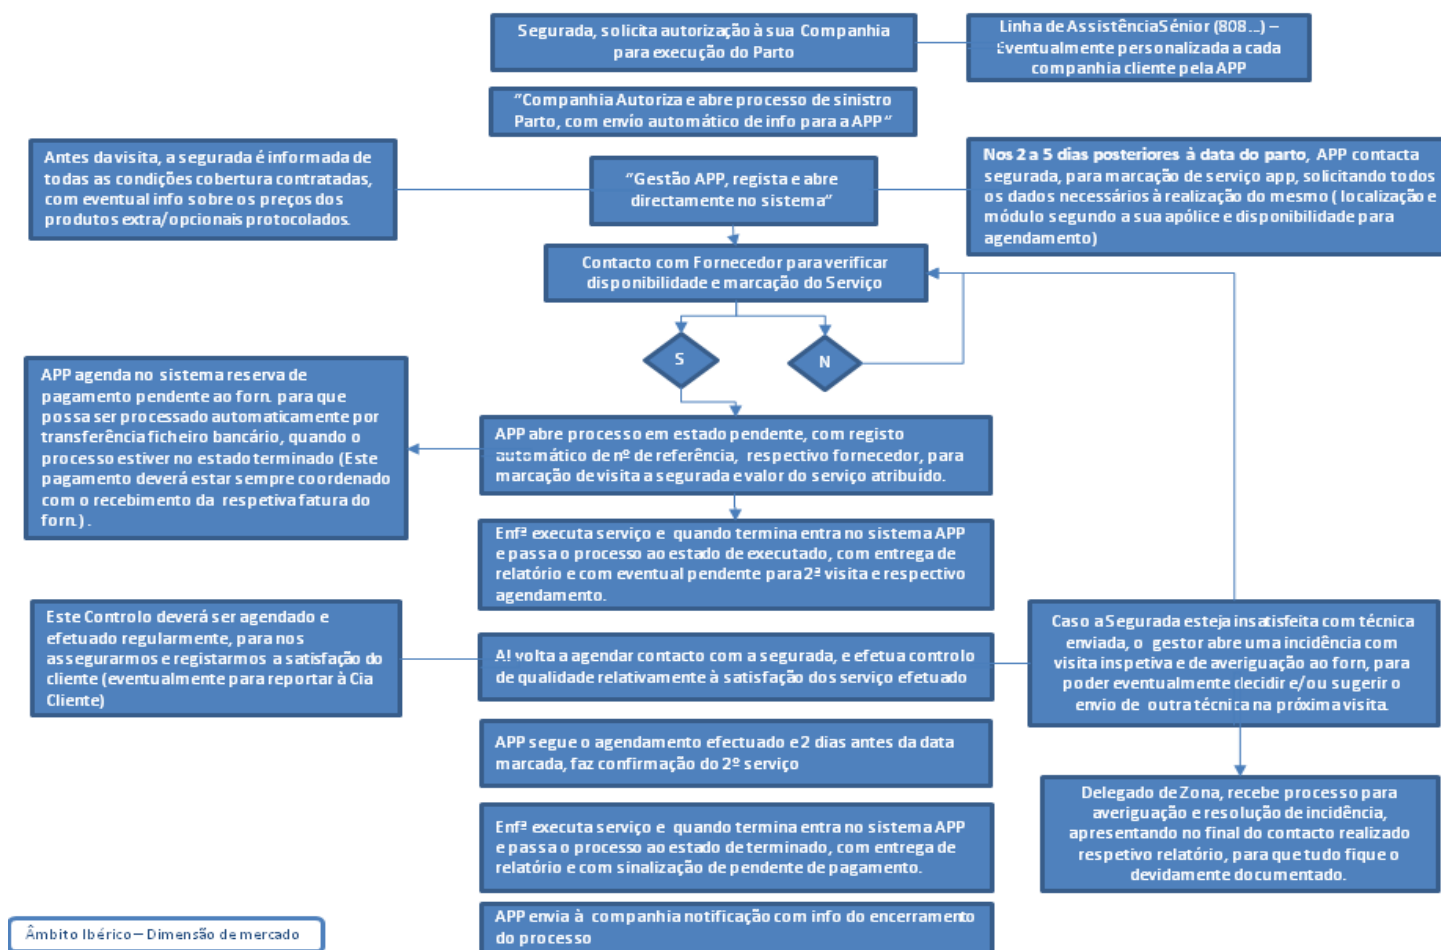 Segurada, solicita autorização à sua Companhia
para execução do Parto
Linha de Assistência Sénior (808...) –
Eventualmente personalizada a cada
companhia cliente pela APP
“Companhia Autoriza e abre processo de sinistro
Parto, com envío automático de info para a APP“
Antes da visita, a segurada é informada de
todas as condições cobertura contratadas,
com eventual info sobre os preços dos
produtos extra/opcionais protocolados.
“Gestão APP, regista e abre
directamente no sistema“
Nos 2 a 5 dias posteriores à data do parto, APP contacta
segurada, para marcação de serviço app, solicitando todos
os dados necessários à realização do mesmo ( localização e
módulo segundo a sua apólice e disponibilidade para
agendamento)
Contacto com Fornecedor para verificar
disponibilidade e marcação do Serviço
S
N
APP agenda no sistema reserva de
pagamento pendente ao forn. para que
possa ser processado automaticamente por
transferência ficheiro bancário, quando o
processo estiver no estado terminado (Este
pagamento deverá estar sempre coordenado
com o recebimento da respetiva fatura do
forn.) .
APP abre processo em estado pendente, com registo
automático de nº de referência, respectivo fornecedor, para
marcação de visita a segurada e valor do serviço atribuído.
Enfª executa serviço e quando termina entra no sistema APP
e passa o processo ao estado de executado, com entrega de
relatório e com eventual pendente para 2ª visita e respectivo
agendamento.
Este Controlo deverá ser agendado e
efetuado regularmente, para nos
assegurarmos e registarmos a satisfação do
cliente (eventualmente para reportar à Cia
Cliente)
AI volta a agendar contacto com a segurada, e efetua controlo
de qualidade relativamente à satisfação dos serviço efetuado
Caso a Segurada esteja insatisfeita com técnica
enviada, o gestor abre uma incidência com
visita inspetiva e de averiguação ao forn, para
poder eventualmente decidir e/ou sugerir o
envio de outra técnica na próxima visita.
APP segue o agendamento efectuado e 2 dias antes da data
marcada, faz confirmação do 2º serviço
Delegado de Zona, recebe processo para
averiguação e resolução de incidência,
apresentando no final do contacto realizado
respetivo relatório, para que tudo fique o
devidamente documentado.
Enfª executa serviço e quando termina entra no sistema APP
e passa o processo ao estado de terminado, com entrega de
relatório e com sinalização de pendente de pagamento.
APP envia à companhia notificação com info do encerramento
do processo
Âmbito Ibérico – Dimensão de mercado